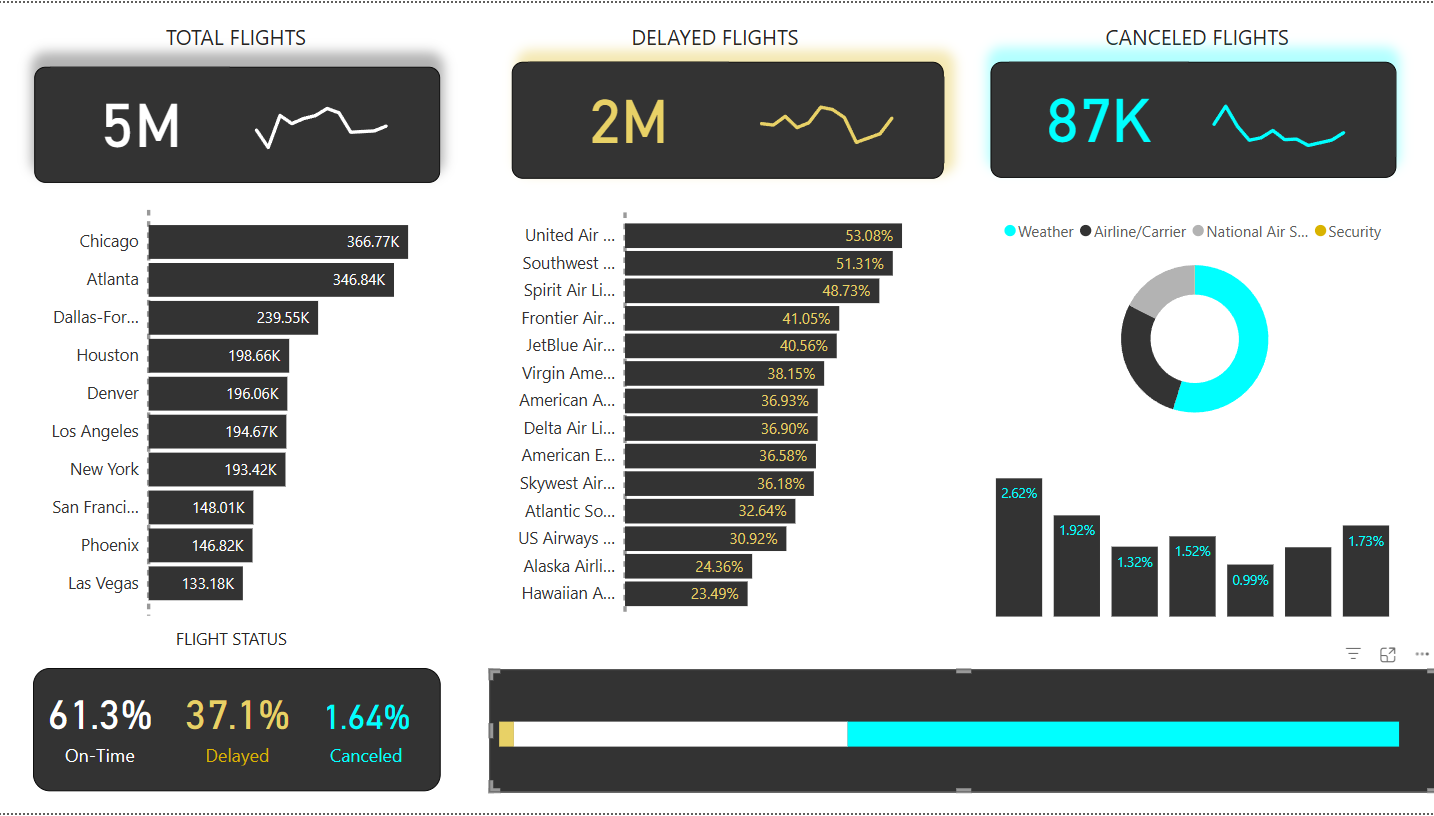 TOTAL FLIGHTS
5M
Chicago 366.77K
Atlanta 346.84K
Dallas-For... 239.55K
Houston 198.66K
Denver 196.06K
Los Angeles 194.67K
New York 193.42K
San Franci... 148.01K
Phoenix 146.82K
Las Vegas 133.18K
FLIGHT STATUS
61.3% 37.1% 1.64%
On-Time Delayed Canceled
DELAYED FLIGHTS
2M
United Air ... 53.08%
Southwest ... 51.31%
Spirit Air Li... 48.73%
Frontier Air... 41.05%
JetBlue Air... 40.56%
Virgin Ame... 38.15%
American A... 36.93%
Delta Air Li... 36.90%
American E... 36.58%
Skywest Air... 36.18%
Atlantic So... 32.64%
US Airways ... 30.92%
Alaska Airli... 24.36%
Hawaiian A... 23.49%
CANCELED FLIGHTS
87K
Weather Airline/Carrier National Air S... Security
2.62% 1.92% 1.32% 1.52% 0.99% 1.73%